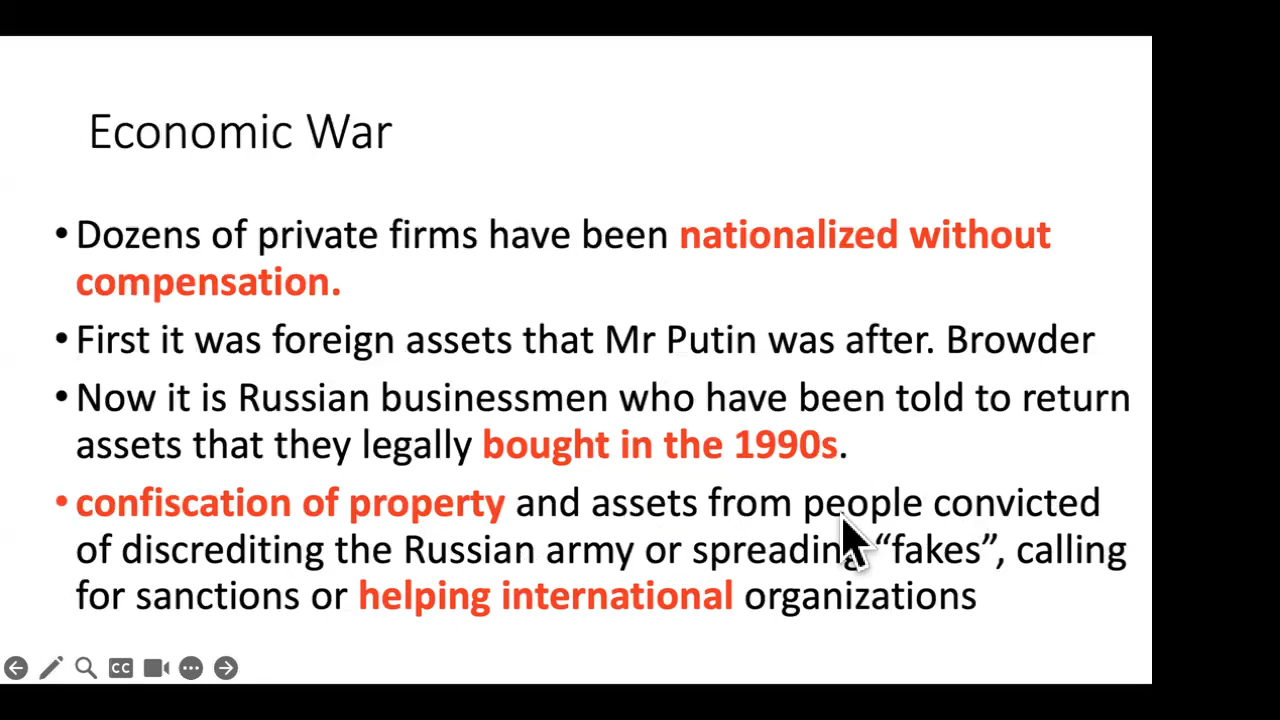 Economic War
• Dozens of private firms have been nationalized without
compensation.
• First it was foreign assets that Mr Putin was after. Browder
• Now it is Russian businessmen who have been told to return
assets that they legally bought in the 1990s.
• confiscation of property and assets from people convicted
of discrediting the Russian army or spreading “fakes”, calling
for sanctions or helping international organizations
CC